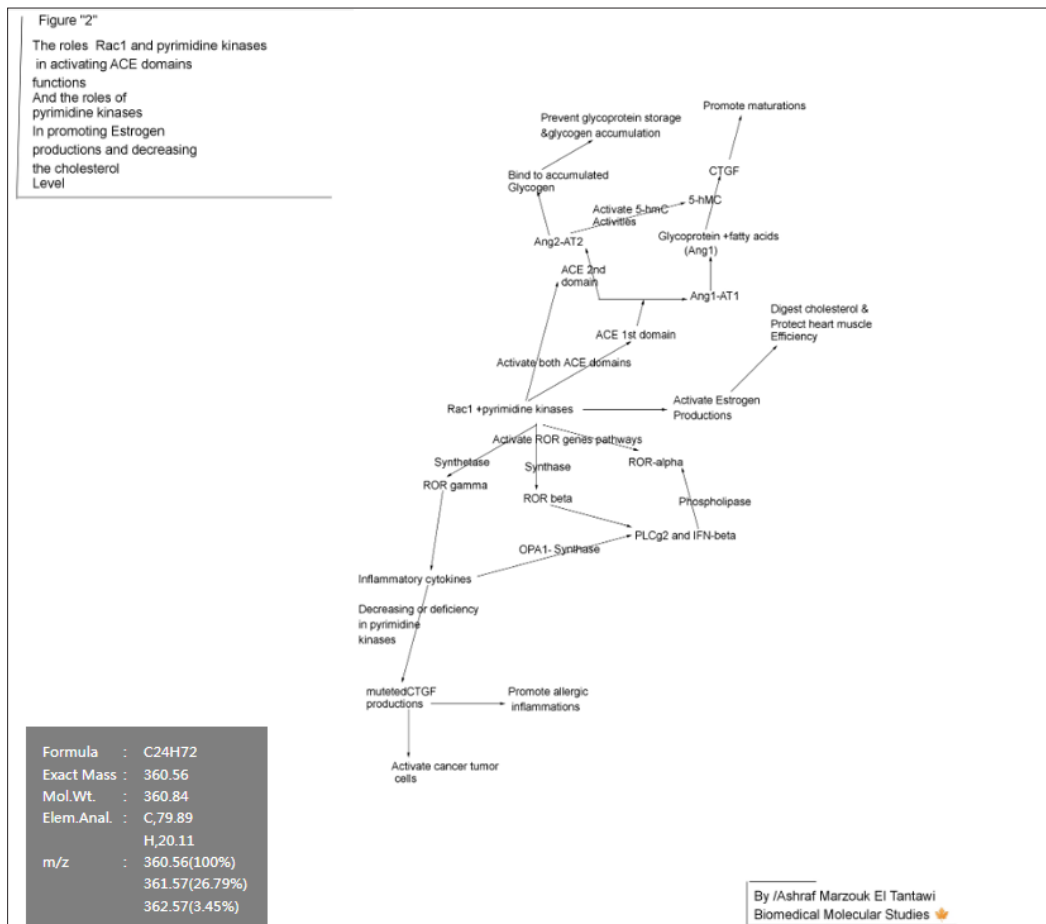 Figure "2"
The roles Rac1 and pyrimidine kinases
in activating ACE domains
functions
And the roles of
pyrimidine kinases
In promoting Estrogen
productions and decreasing
the cholesterol
Level
Promote maturations
Prevent glycoprotein storage
&glycogen accumulation
CTGF
Bind to accumulated
Glycogen
5-hMC
Activate 5-hmC
Activities
Glycoprotein +fatty acids
(Ang1)
Ang2-AT2
ACE 2nd
domain
Ang1-AT1
Digest cholesterol &
Protect heart muscle
Efficiency
ACE 1st domain
Activate both ACE domains
Rac1 +pyrimidine kinases
Activate Estrogen
Productions
Activate ROR genes pathways
Synthetase
Synthase
ROR-alpha
ROR gamma
ROR beta
Phospholipase
PLCg2 and IFN-beta
OPA1- Synthase
Inflammatory cytokines
Decreasing or deficiency
in pyrimidine
kinases
mutetedCTGF
productions
Promote allergic
inflammations
Activate cancer tumor
cells
Formula : C24H72
Exact Mass : 360.56
Mol.Wt. : 360.84
Elem.Anal. : C,79.89
H,20.11
m/z : 360.56(100%)
361.57(26.79%)
362.57(3.45%)
By /Ashraf Marzouk El Tantawi
Biomedical Molecular Studies